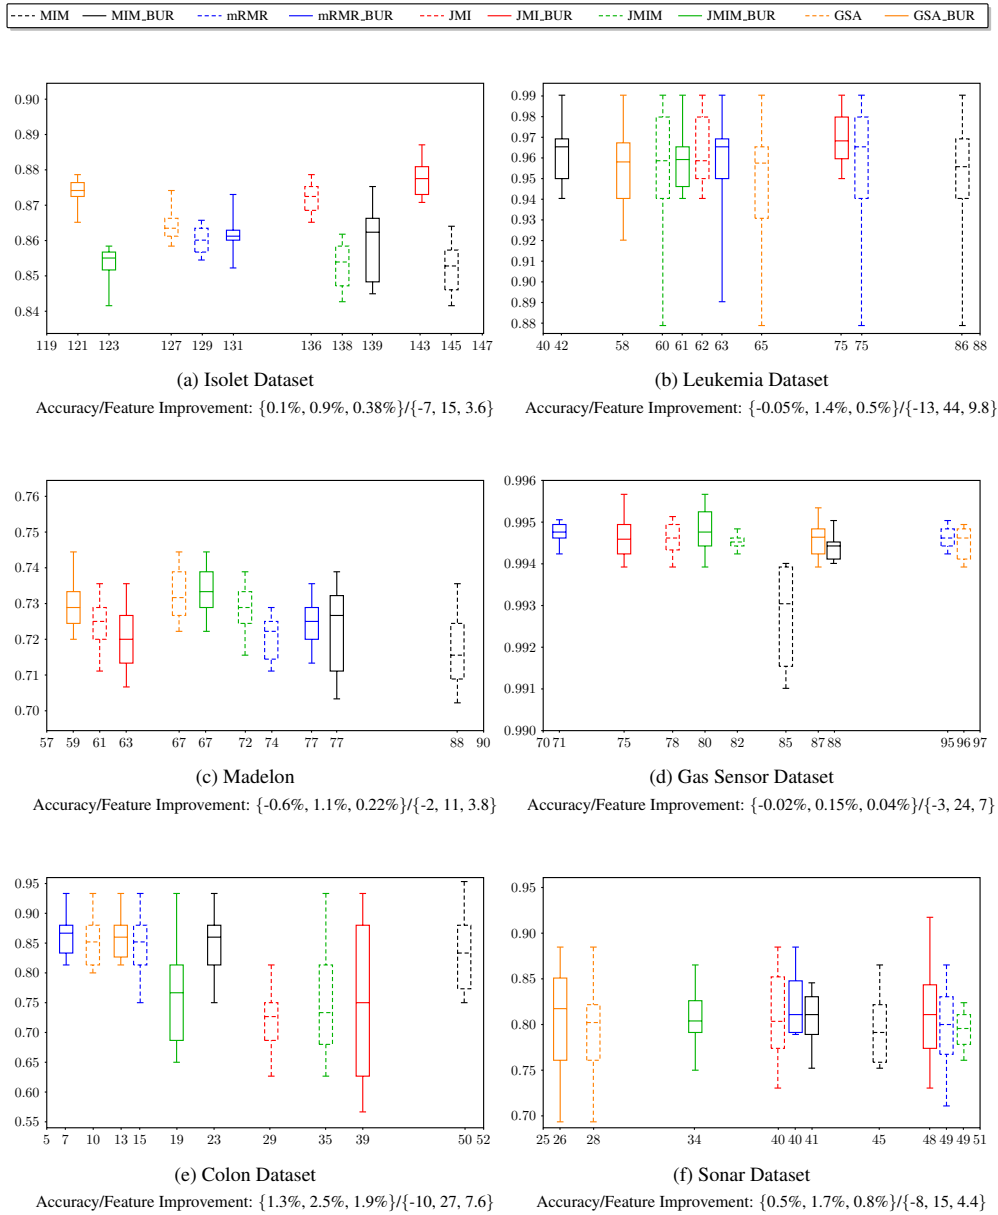 MIM MIM_BUR mRMR mRMR_BUR JMI JMI_BUR JMIM JMIM_BUR GSA GSA_BUR
0.90
0.89
0.88
0.87
0.86
0.85
0.84
119 121 123 127 129 131 136 138 139 143 145 147
(a) Isolet Dataset
Accuracy/Feature Improvement: {0.1%, 0.9%, 0.38%}/{-7, 15, 3.6}
0.99
0.98
0.97
0.96
0.95
0.94
0.93
0.92
0.91
0.90
0.89
0.88
40 42 58 60 61 62 63 65 75 75 86 88
(b) Leukemia Dataset
Accuracy/Feature Improvement: {-0.05%, 1.4%, 0.5%}/{-13, 44, 9.8}
0.76
0.75
0.74
0.73
0.72
0.71
0.70
57 59 61 63 67 67 72 74 77 77 88 90
(c) Madelon
Accuracy/Feature Improvement: {-0.6%, 1.1%, 0.22%}/{-2, 11, 3.8}
0.996
0.995
0.994
0.993
0.992
0.991
0.990
70 71 75 78 80 82 85 87 88 95 96 97
(d) Gas Sensor Dataset
Accuracy/Feature Improvement: {-0.02%, 0.15%, 0.04%}/{-3, 24, 7}
0.95
0.90
0.85
0.80
0.75
0.70
0.65
0.60
0.55
5 7 10 13 15 19 23 29 35 39 50 52
(e) Colon Dataset
Accuracy/Feature Improvement: {1.3%, 2.5%, 1.9%}/{-10, 27, 7.6}
0.95
0.90
0.85
0.80
0.75
0.70
25 26 28 34 40 40 41 45 48 49 49 51
(f) Sonar Dataset
Accuracy/Feature Improvement: {0.5%, 1.7%, 0.8%}/{-8, 15, 4.4}